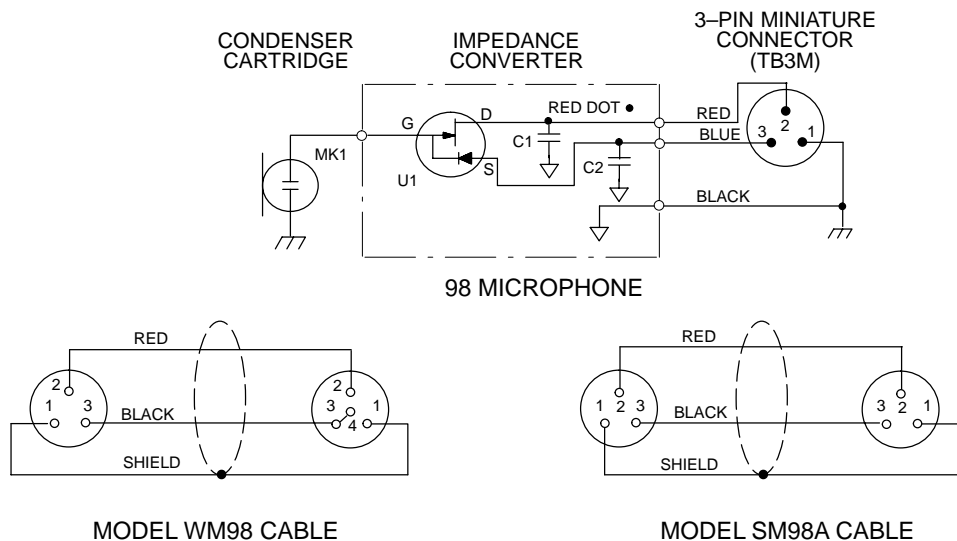 3–PIN MINIATURE
CONNECTOR
(TB3M)
CONDENSER
CARTRIDGE
IMPEDANCE
CONVERTER
RED DOT
RED
BLUE
BLACK
G
D
S
U1
C1
C2
MK1
3
2
1
98 MICROPHONE
RED
2
1
3
BLACK
SHIELD
2
3
1
4
MODEL WM98 CABLE
RED
1
2
3
BLACK
SHIELD
3
2
1
MODEL SM98A CABLE